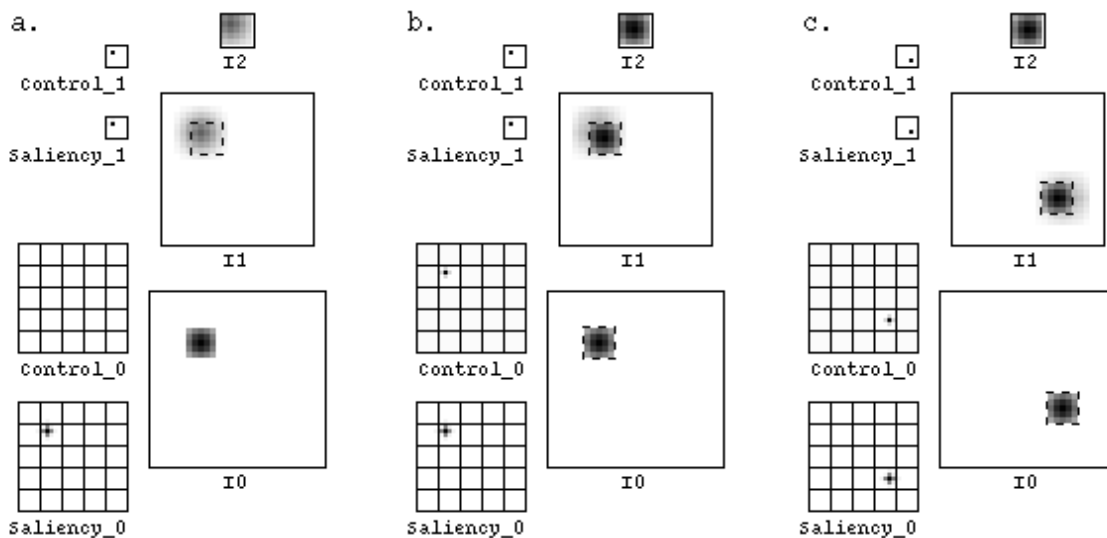 a.
I2
Control_1
Saliency_1
I1
Control_0
I0
Saliency_0
b.
I2
Control_1
Saliency_1
I1
Control_0
I0
Saliency_0
c.
I2
Control_1
Saliency_1
I1
Control_0
I0
Saliency_0